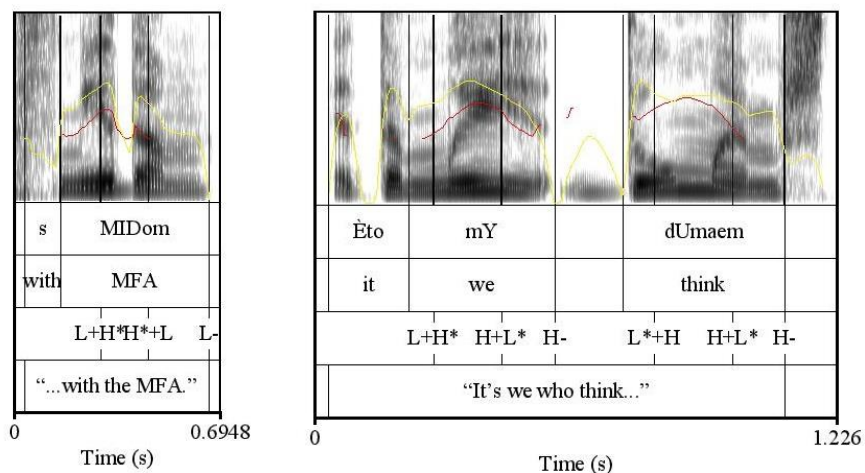 s MIDom
with MFA
L+H* H*+L L-
“...with the MFA.”
0 0.6948
Time (s)
Èto mY dUmaem
it we think
L+H* H+L* H- L*+H H+L* H-
“It’s we who think...”
0 1.226
Time (s)